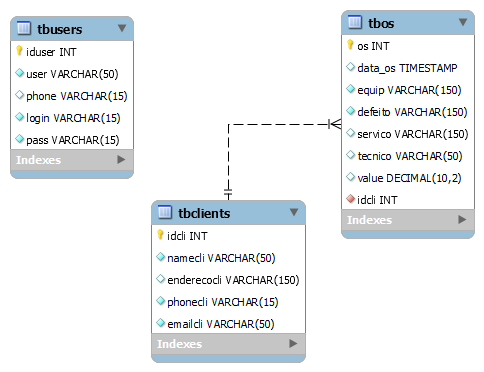 tbusers
iduser INT
user VARCHAR(50)
phone VARCHAR(15)
login VARCHAR(15)
pass VARCHAR(15)
Indexes
tbos
os INT
data_os TIMESTAMP
equip VARCHAR(150)
defeito VARCHAR(150)
servico VARCHAR(150)
tecnico VARCHAR(50)
value DECIMAL(10,2)
idcli INT
Indexes
tbclients
idcli INT
namecli VARCHAR(50)
enderecocli VARCHAR(150)
phonecli VARCHAR(15)
emailcli VARCHAR(50)
Indexes